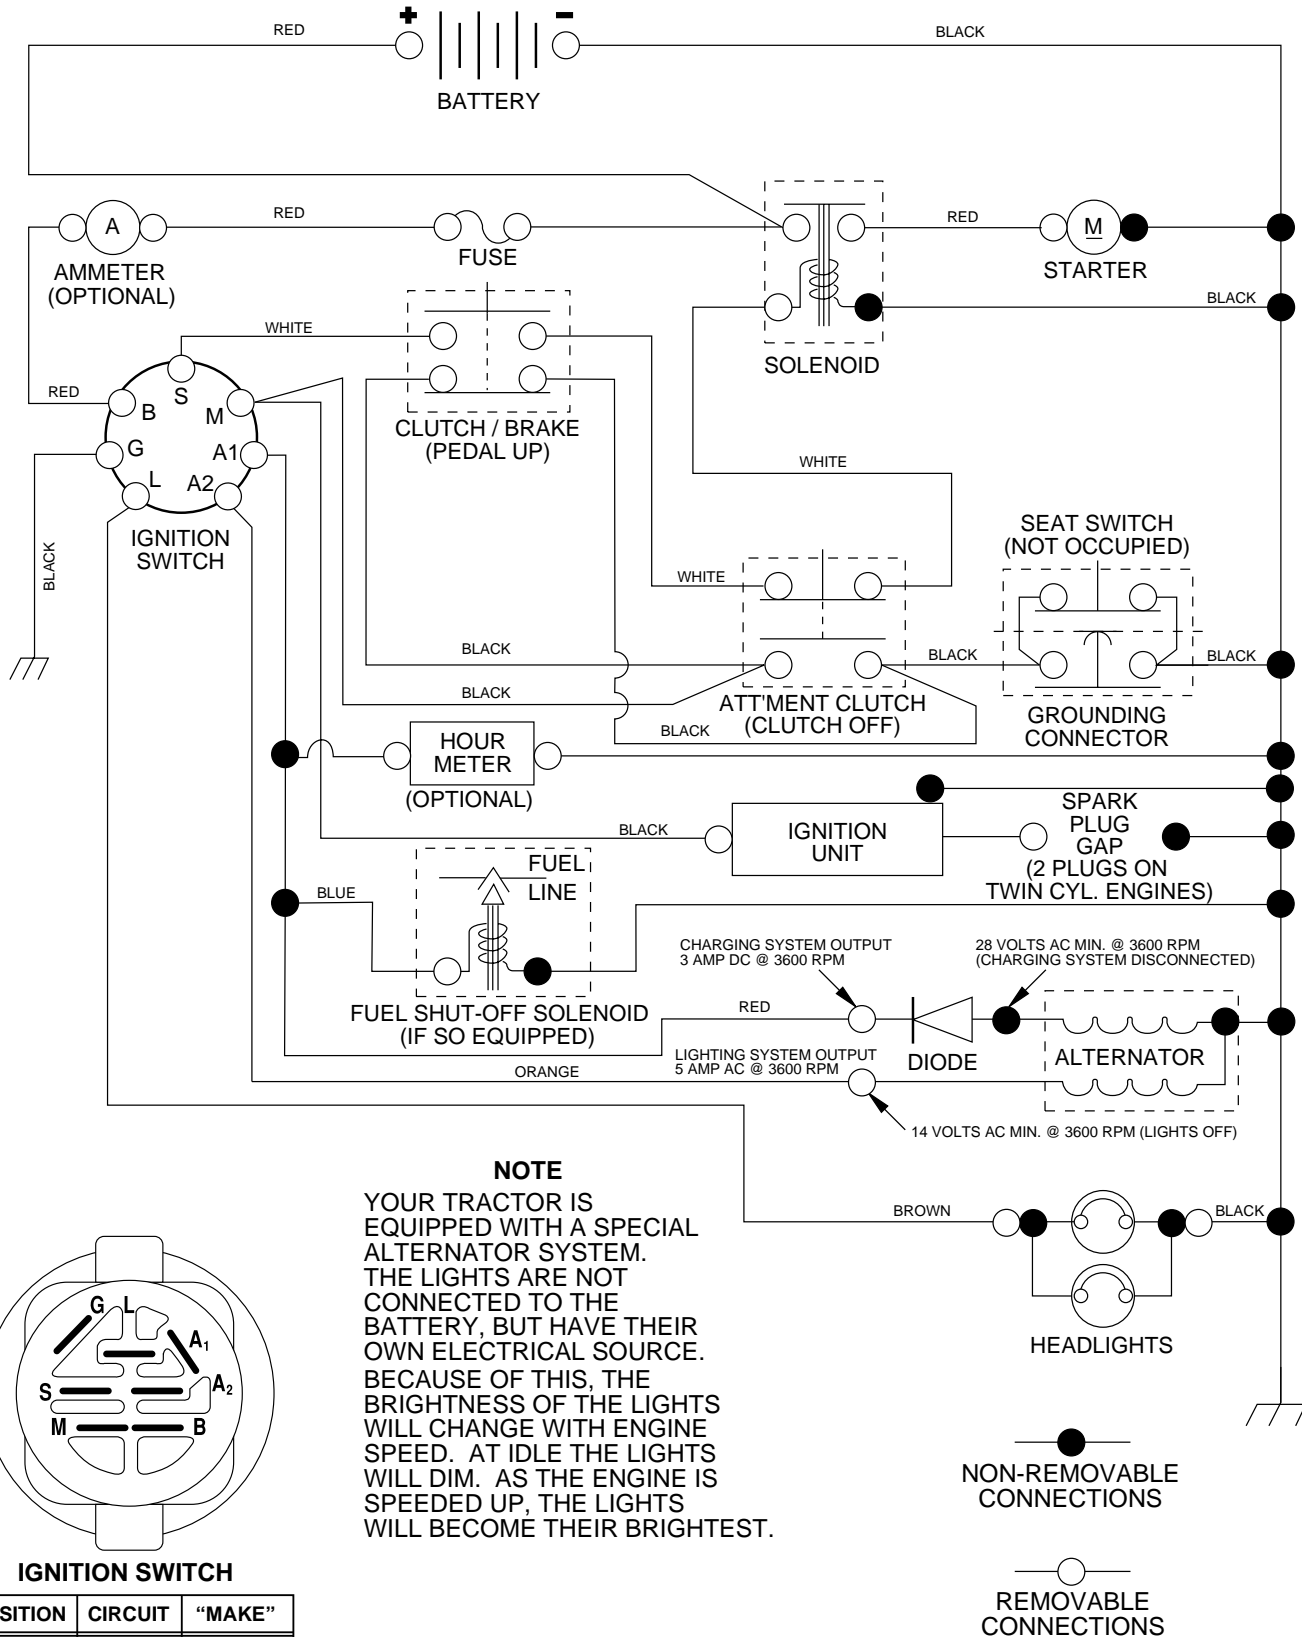 RED
+
−
BLACK
BATTERY
A
RED
AMMETER
(OPTIONAL)
FUSE
SOLENOID
RED
M
STARTER
BLACK
WHITE
CLUTCH / BRAKE
(PEDAL UP)
RED
S
B
M
G
A1
L
A2
IGNITION
SWITCH
BLACK
WHITE
WHITE
SEAT SWITCH
(NOT OCCUPIED)
BLACK
BLACK
BLACK
BLACK
BLACK
ATT'MENT CLUTCH
(CLUTCH OFF)
GROUNDING
CONNECTOR
BLACK
HOUR
METER
(OPTIONAL)
BLACK
IGNITION
UNIT
SPARK
PLUG
GAP
(2 PLUGS ON
TWIN CYL. ENGINES)
BLUE
FUEL
LINE
FUEL SHUT-OFF SOLENOID
(IF SO EQUIPPED)
CHARGING SYSTEM OUTPUT
3 AMP DC @ 3600 RPM
28 VOLTS AC MIN. @ 3600 RPM
(CHARGING SYSTEM DISCONNECTED)
RED
DIODE
ALTERNATOR
LIGHTING SYSTEM OUTPUT
5 AMP AC @ 3600 RPM
ORANGE
14 VOLTS AC MIN. @ 3600 RPM (LIGHTS OFF)
NOTE
YOUR TRACTOR IS
EQUIPPED WITH A SPECIAL
ALTERNATOR SYSTEM.
THE LIGHTS ARE NOT
CONNECTED TO THE
BATTERY, BUT HAVE THEIR
OWN ELECTRICAL SOURCE.
BECAUSE OF THIS, THE
BRIGHTNESS OF THE LIGHTS
WILL CHANGE WITH ENGINE
SPEED. AT IDLE THE LIGHTS
WILL DIM. AS THE ENGINE IS
SPEEDED UP, THE LIGHTS
WILL BECOME THEIR BRIGHTEST.
BROWN
BLACK
HEADLIGHTS
G L
A1
S
A2
M
B
IGNITION SWITCH
SITION CIRCUIT “MAKE”
NON-REMOVABLE
CONNECTIONS
REMOVABLE
CONNECTIONS